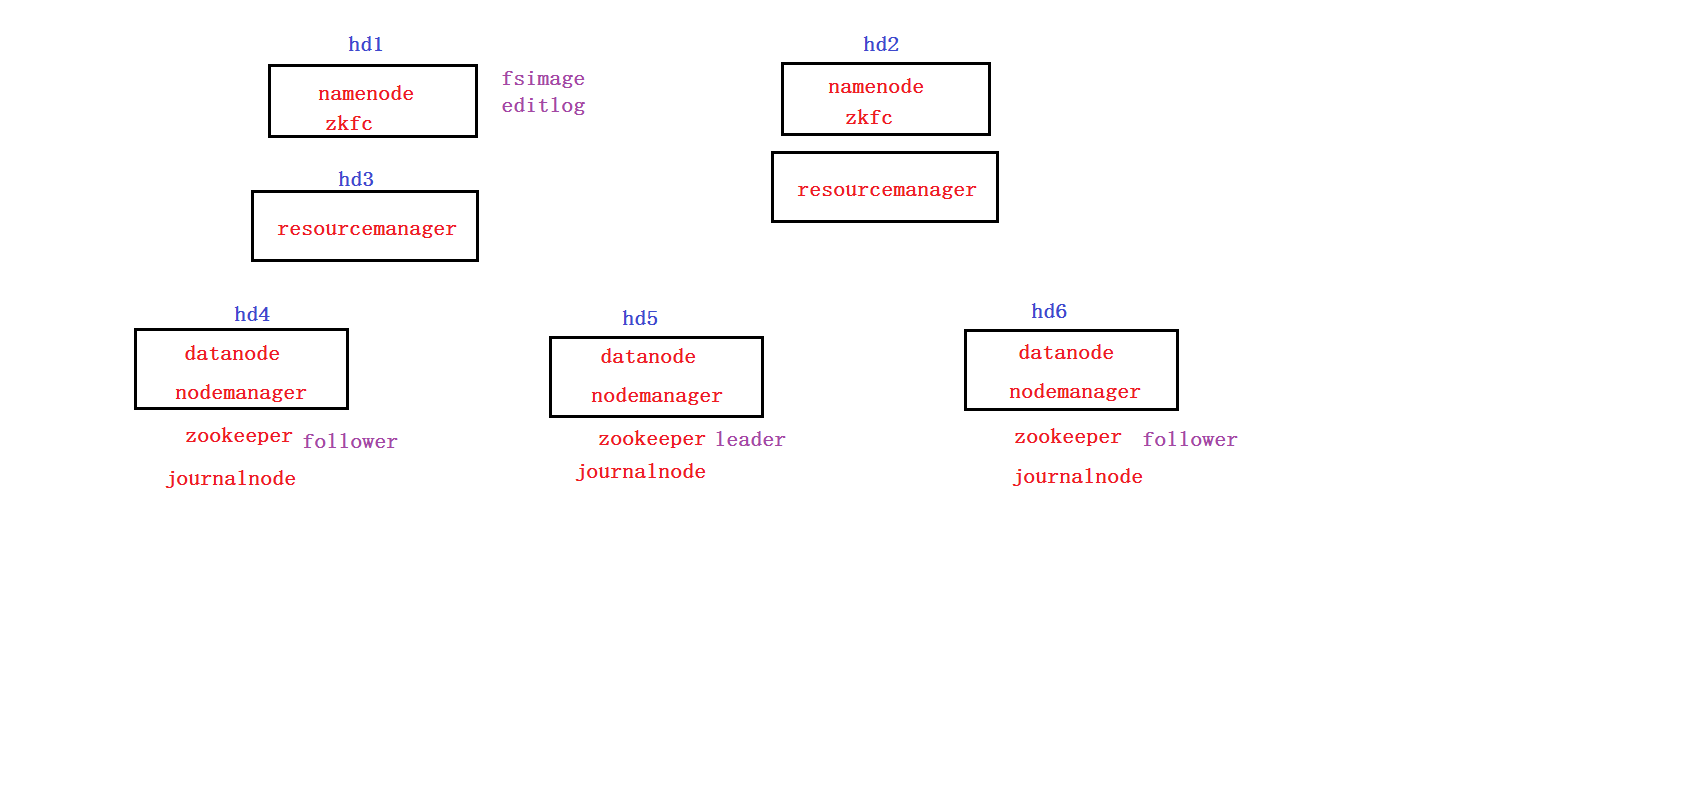 hd1
namenode
zkfc
fsimage
editlog
hd2
namenode
zkfc
hd3
resourcemanager
resourcemanager
hd4
datanode
nodemanager
zookeeper follower
journalnode
hd5
datanode
nodemanager
zookeeper leader
journalnode
hd6
datanode
nodemanager
zookeeper follower
journalnode